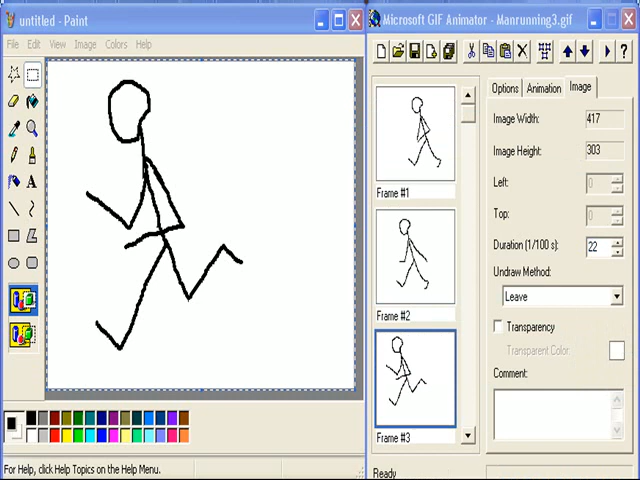 untitled - Paint
File Edit View Image Colors Help
A
For Help, click Help Topics on the Help Menu.
Microsoft GIF Animator - Manrunning3.gif
?
Frame #1
Frame #2
Frame #3
Options Animation Image
Image Width: 417
Image Height: 303
Left: 0
Top: 0
Duration (1/100 s): 22
Undraw Method:
Leave
Transparency
Transparent Color:
Comment:
Ready